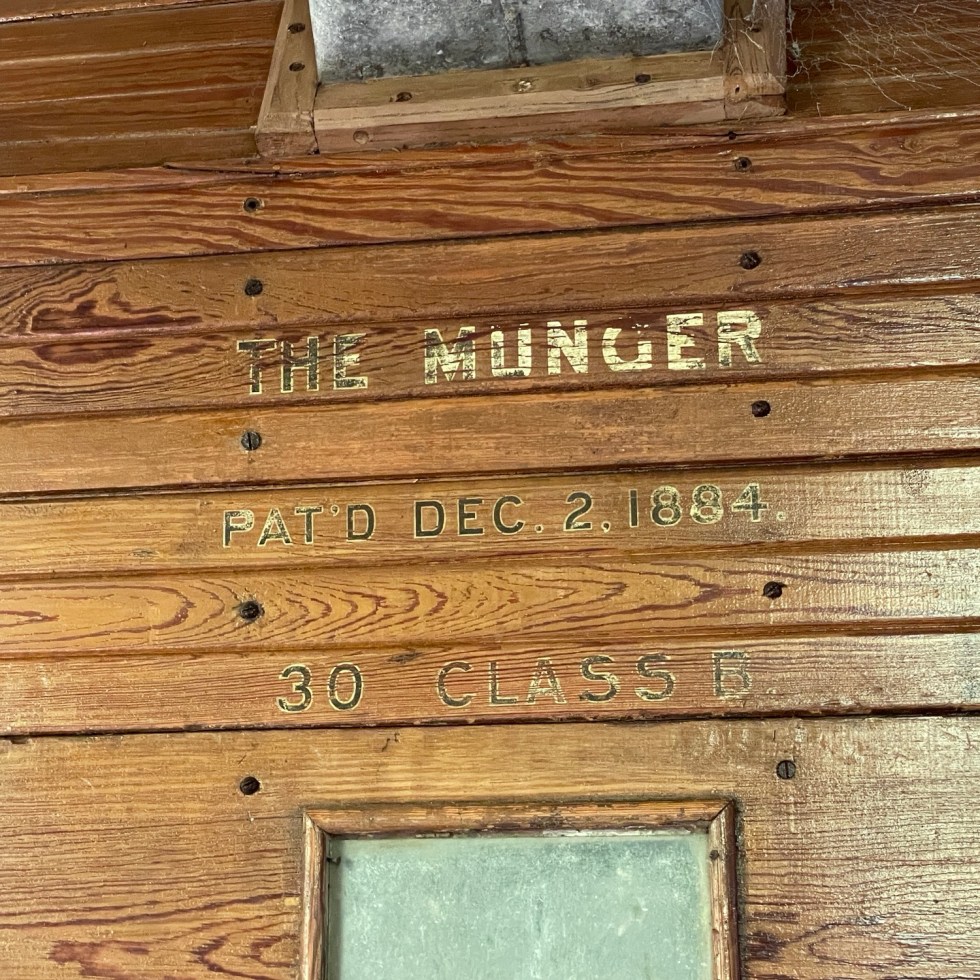 THE MUNGER
PAT'D DEC. 2, 1884.
30 CLASS B